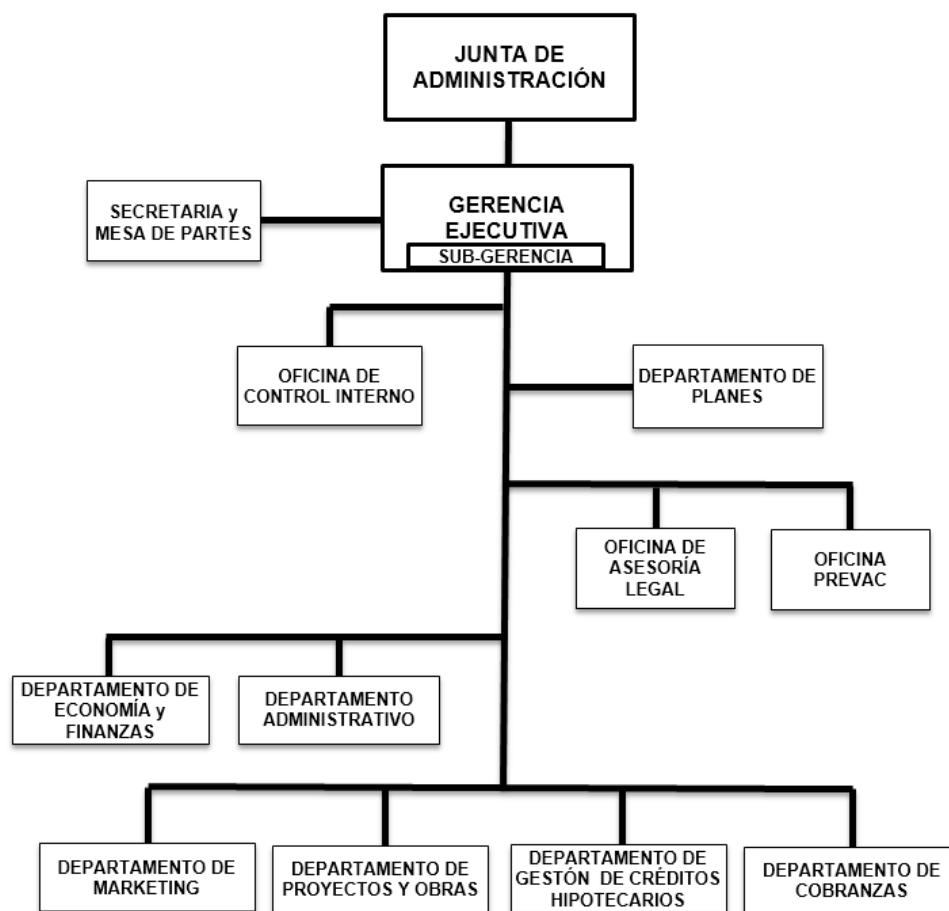 JUNTA DE
ADMINISTRACIÓN
GERENCIA
EJECUTIVA
SUB-GERENCIA
SECRETARIA y
MESA DE PARTES
OFICINA DE
CONTROL INTERNO
DEPARTAMENTO DE
PLANES
OFICINA DE
ASESORÍA
LEGAL
OFICINA
PREVAC
DEPARTAMENTO DE
ECONOMÍA y
FINANZAS
DEPARTAMENTO
ADMINISTRATIVO
DEPARTAMENTO DE
MARKETING
DEPARTAMENTO DE
PROYECTOS Y OBRAS
DEPARTAMENTO DE
GESTÓN DE CRÉDITOS
HIPOTECARIOS
DEPARTAMENTO DE
COBRANZAS